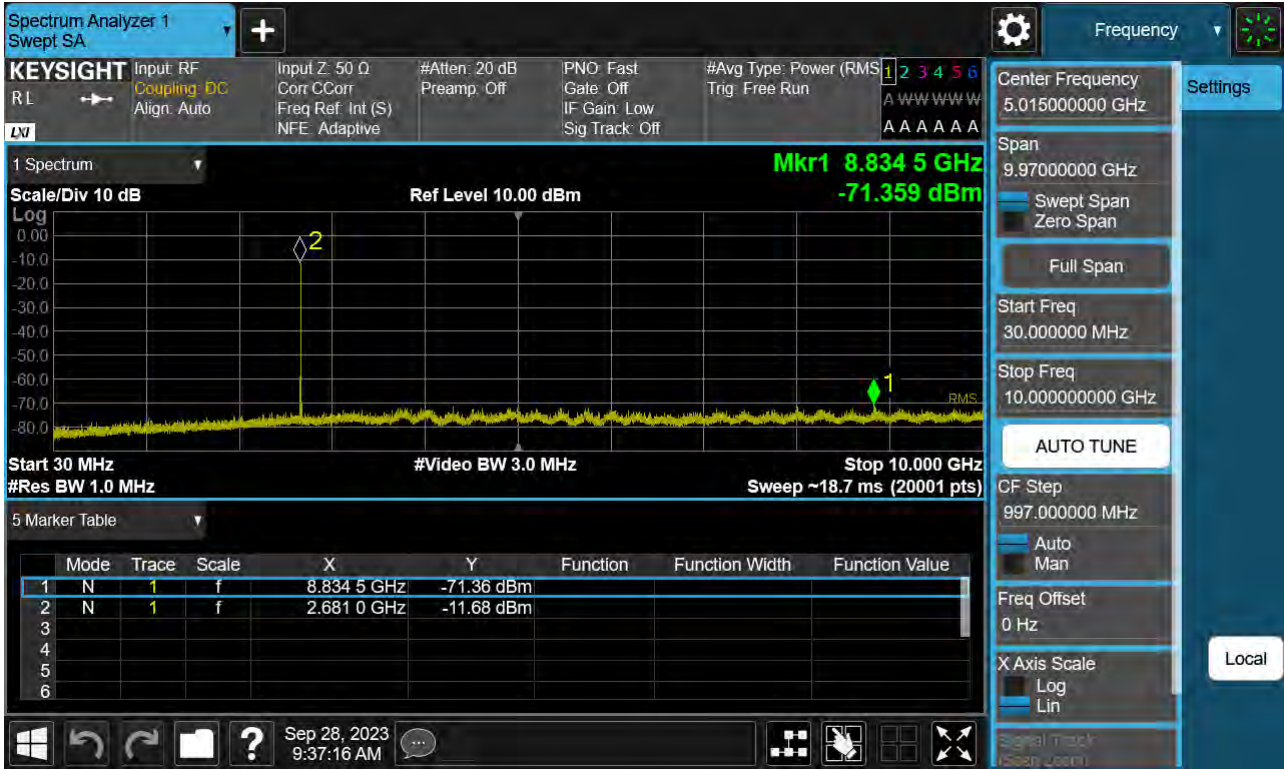 Spectrum Analyzer 1
Swept SA
Frequency
KEYSIGHT
RL
LXI
Input: RF
Coupling: DC
Align: Auto
Input Z: 50 Ω
Corr CCorr
Freq Ref: Int (S)
NFE: Adaptive
#Atten: 20 dB
Preamp: Off
PNO: Fast
Gate: Off
IF Gain: Low
Sig Track: Off
#Avg Type: Power (RMS
Trig: Free Run
1 2 3 4 5 6
A W W W W W
A A A A A A
1 Spectrum
Scale/Div 10 dB
Ref Level 10.00 dBm
Mkr1 8.834 5 GHz
-71.359 dBm
Log
0.00
-10.0
-20.0
-30.0
-40.0
-50.0
-60.0
-70.0
-80.0
2
1
RMS
Start 30 MHz
#Video BW 3.0 MHz
Stop 10.000 GHz
#Res BW 1.0 MHz
Sweep ~18.7 ms (20001 pts)
5 Marker Table
Mode Trace Scale X Y Function Function Width Function Value
1 N 1 f 8.834 5 GHz -71.36 dBm
2 N 1 f 2.681 0 GHz -11.68 dBm
3
4
5
6
Sep 28, 2023
9:37:16 AM
?
Center Frequency
5.015000000 GHz
Settings
Span
9.97000000 GHz
Swept Span
Zero Span
Full Span
Start Freq
30.000000 MHz
Stop Freq
10.000000000 GHz
AUTO TUNE
CF Step
997.000000 MHz
Auto
Man
Freq Offset
0 Hz
X Axis Scale
Log
Lin
Local
Signal Track
(Span Zoom)